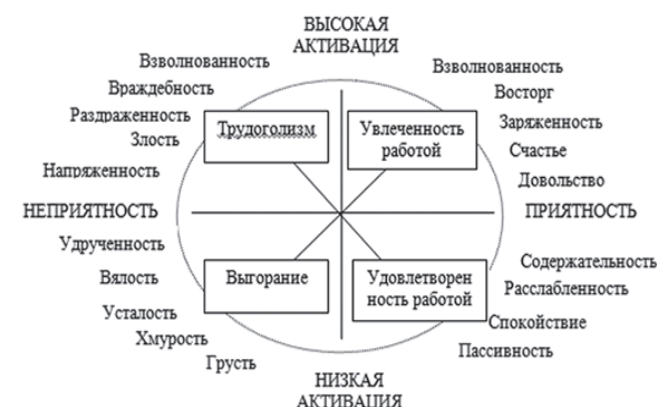 ВЫСОКАЯ
АКТИВАЦИЯ
Взволнованность
Враждебность
Раздраженность
Злость
Напряженность
Взволнованность
Восторг
Заряженность
Счастье
Довольство
Трудоголизм
Увлеченность
работой
НЕПРИЯТНОСТЬ
ПРИЯТНОСТЬ
Удрученность
Вялость
Усталость
Хмурость
Грусть
Выгорание
Удовлетворен
ность работой
Содержательность
Расслабленность
Спокойствие
Пассивность
НИЗКАЯ
АКТИВАЦИЯ